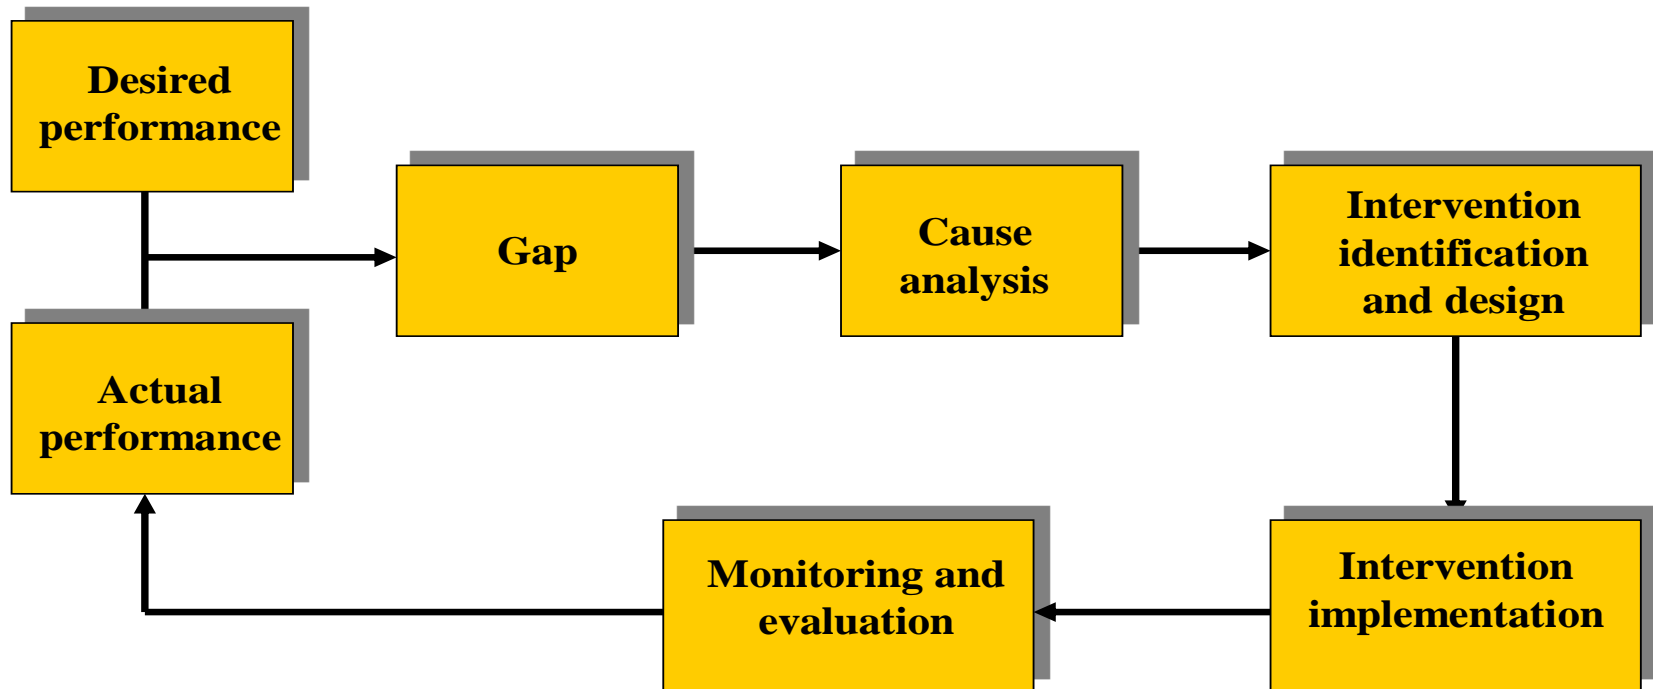 Desired
performance
Gap
Cause
analysis
Intervention
identification
and design
Actual
performance
Monitoring and
evaluation
Intervention
implementation